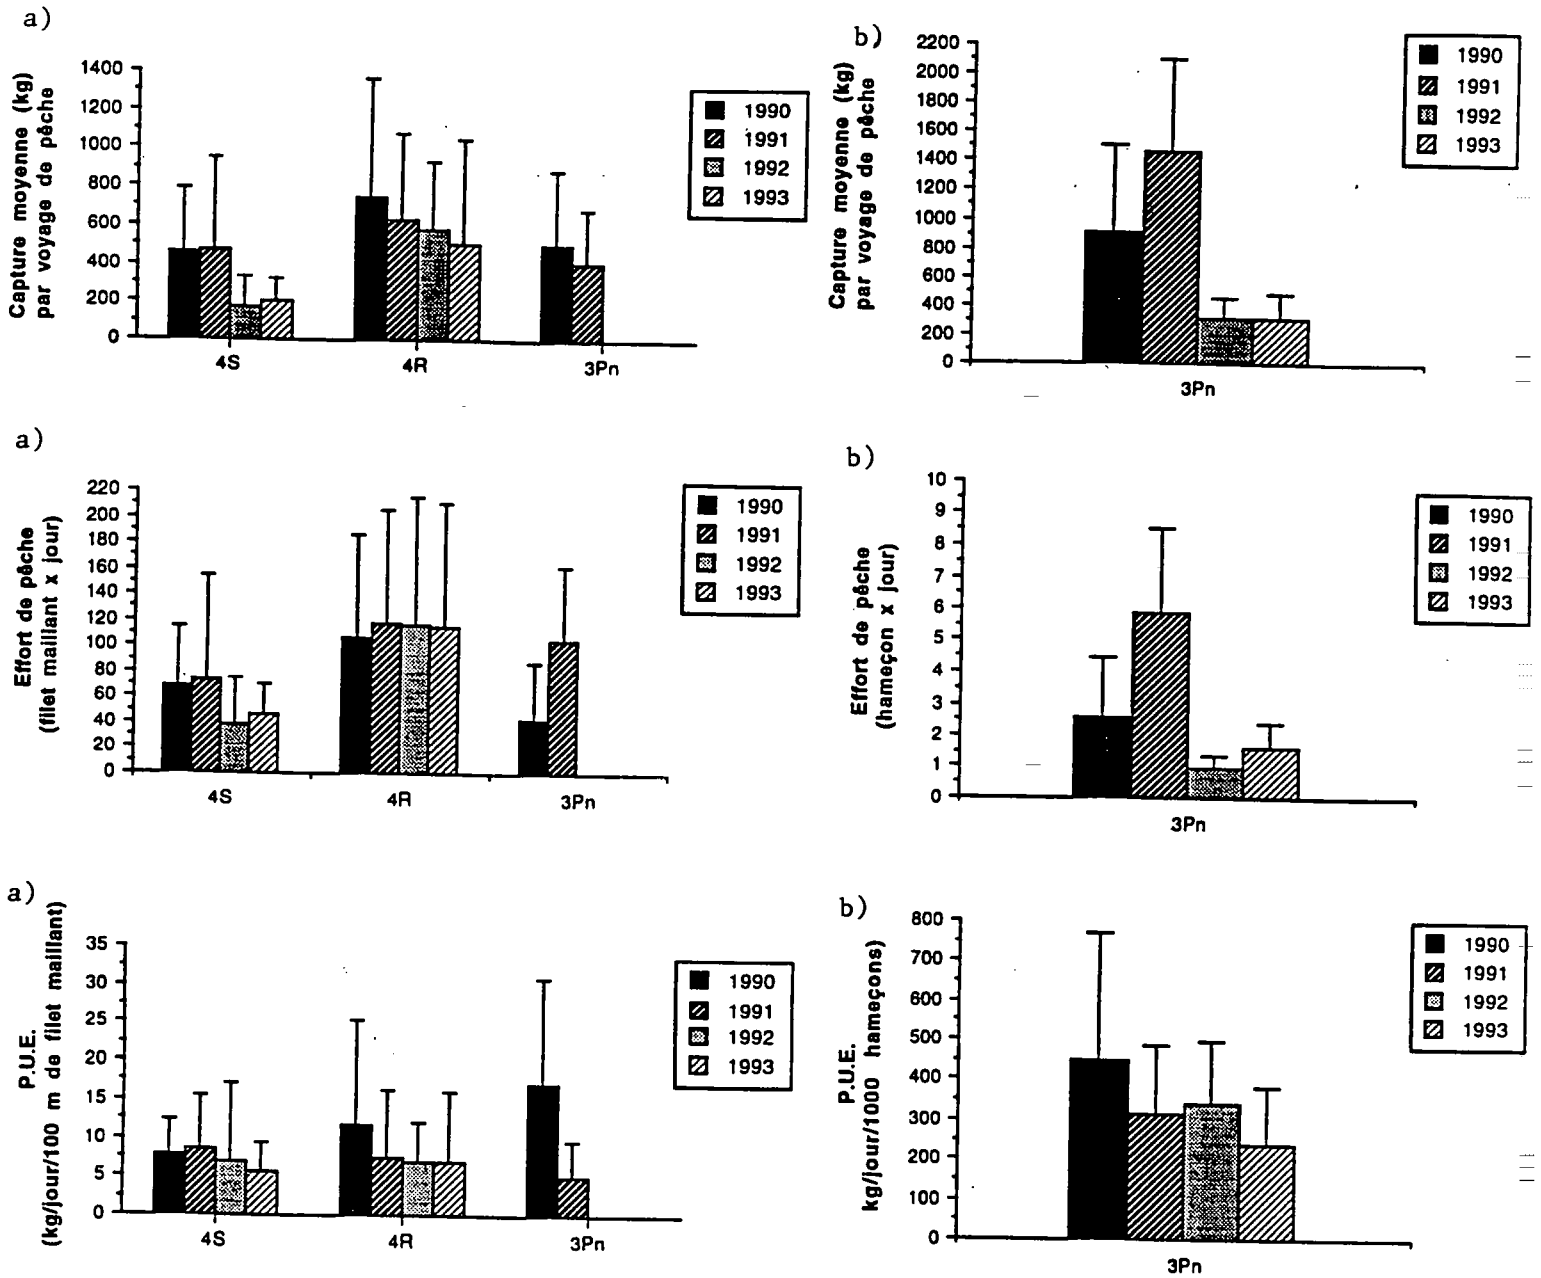 a)
Capture moyenne (kg)
par voyage de pêche
1400
1200
1000
800
600
400
200
0
4S
4R
3Pn
1990
1991
1992
1993
b)
Capture moyenne (kg)
par voyage de pêche
2200
2000
1800
1600
1400
1200
1000
800
600
400
200
0
3Pn
1990
1991
1992
1993
a)
Effort de pêche
(filet maillant x jour)
220
200
180
160
140
120
100
80
60
40
20
0
4S
4R
3Pn
1990
1991
1992
1993
b)
Effort de pêche
(hameçon x jour)
10
9
8
7
6
5
4
3
2
1
0
3Pn
1990
1991
1992
1993
a)
P.U.E.
(kg/jour/100 m de filet maillant)
35
30
25
20
15
10
5
0
4S
4R
3Pn
1990
1991
1992
1993
b)
P.U.E.
kg/jour/1000 hameçons)
800
700
600
500
400
300
200
100
0
3Pn
1990
1991
1992
1993